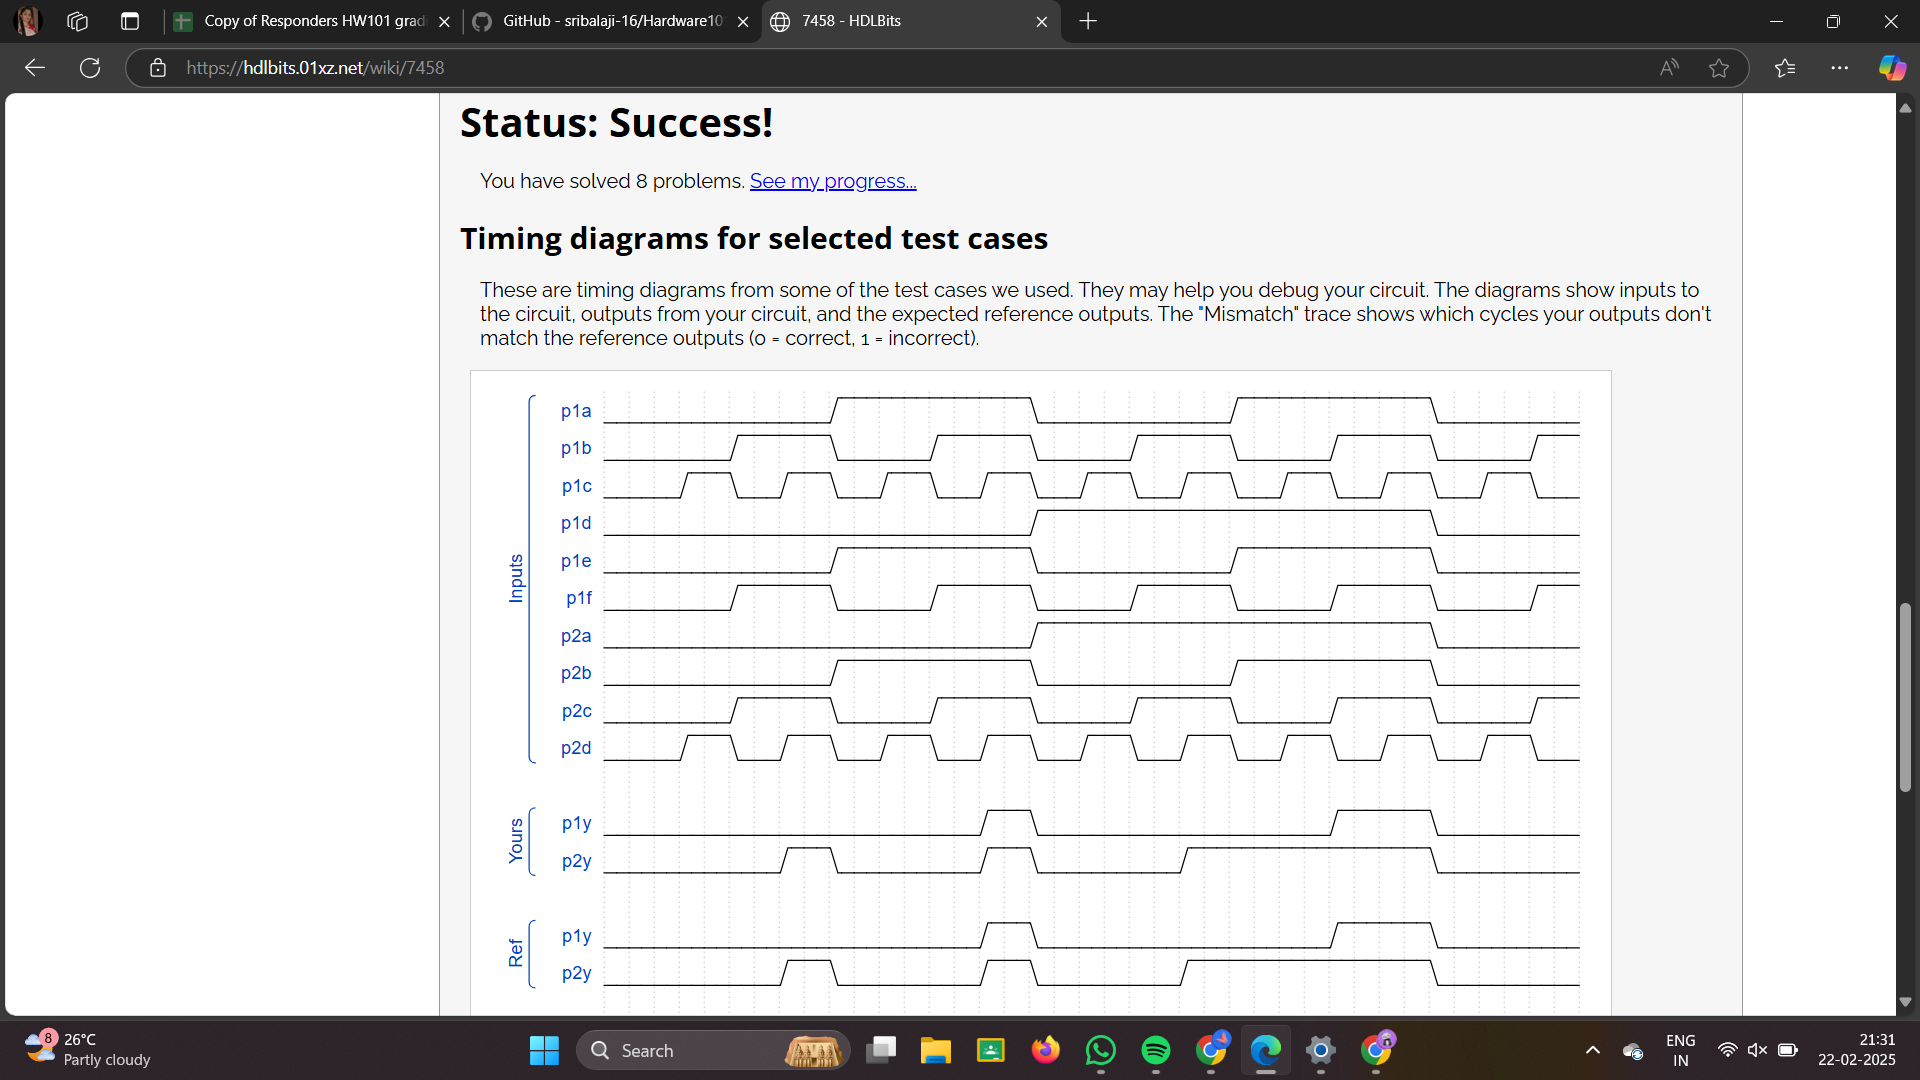 Copy of Responders HW101 gradi
GitHub - sribalaji-16/Hardware10
7458 - HDLBits
https://hdlbits.01xz.net/wiki/7458
Status: Success!
You have solved 8 problems. See my progress...
Timing diagrams for selected test cases
These are timing diagrams from some of the test cases we used. They may help you debug your circuit. The diagrams show inputs to
the circuit, outputs from your circuit, and the expected reference outputs. The "Mismatch" trace shows which cycles your outputs don't
match the reference outputs (0 = correct, 1 = incorrect).
Inputs
p1a
p1b
p1c
p1d
p1e
p1f
p2a
p2b
p2c
p2d
Yours
p1y
p2y
Ref
p1y
p2y
8
26°C
Partly cloudy
Search
ENG
IN
21:31
22-02-2025